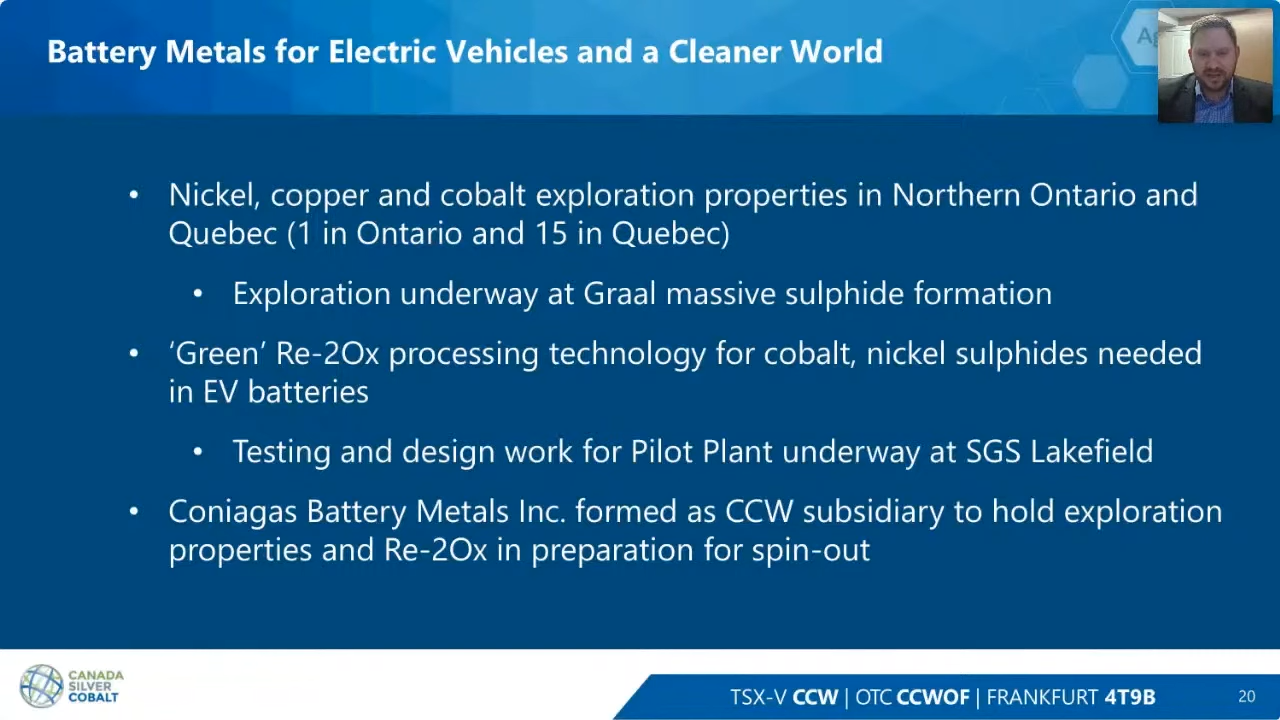 Battery Metals for Electric Vehicles and a Cleaner World
Ag
• Nickel, copper and cobalt exploration properties in Northern Ontario and
Quebec (1 in Ontario and 15 in Quebec)
• Exploration underway at Graal massive sulphide formation
• ‘Green’ Re-2Ox processing technology for cobalt, nickel sulphides needed
in EV batteries
• Testing and design work for Pilot Plant underway at SGS Lakefield
• Coniagas Battery Metals Inc. formed as CCW subsidiary to hold exploration
properties and Re-2Ox in preparation for spin-out
CANADA
SILVER
COBALT
TSX-V CCW | OTC CCWOF | FRANKFURT 4T9B
20